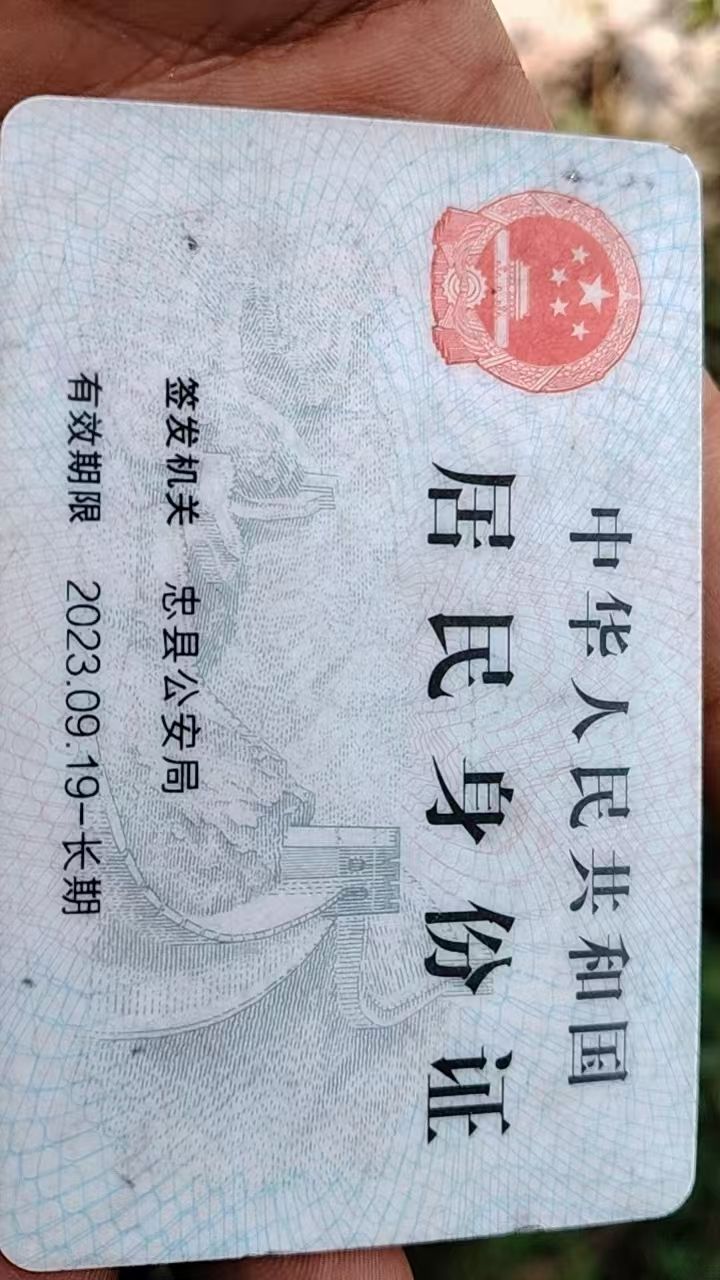 中华人民共和国
居民身份证
签发机关 忠县公安局
有效期限 2023.09.19-长期